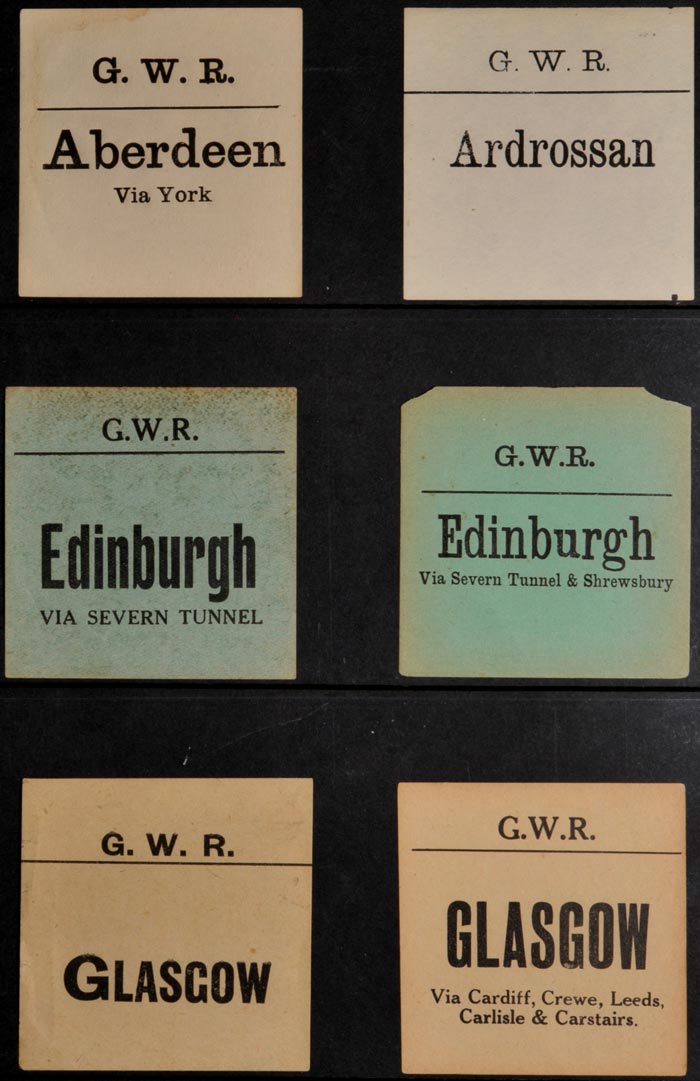 G. W. R.
Aberdeen
Via York
G. W. R.
Ardrossan
G.W.R.
Edinburgh
VIA SEVERN TUNNEL
G.W.R.
Edinburgh
Via Severn Tunnel & Shrewsbury
G. W. R.
GLASGOW
G.W.R.
GLASGOW
Via Cardiff, Crewe, Leeds,
Carlisle & Carstairs.